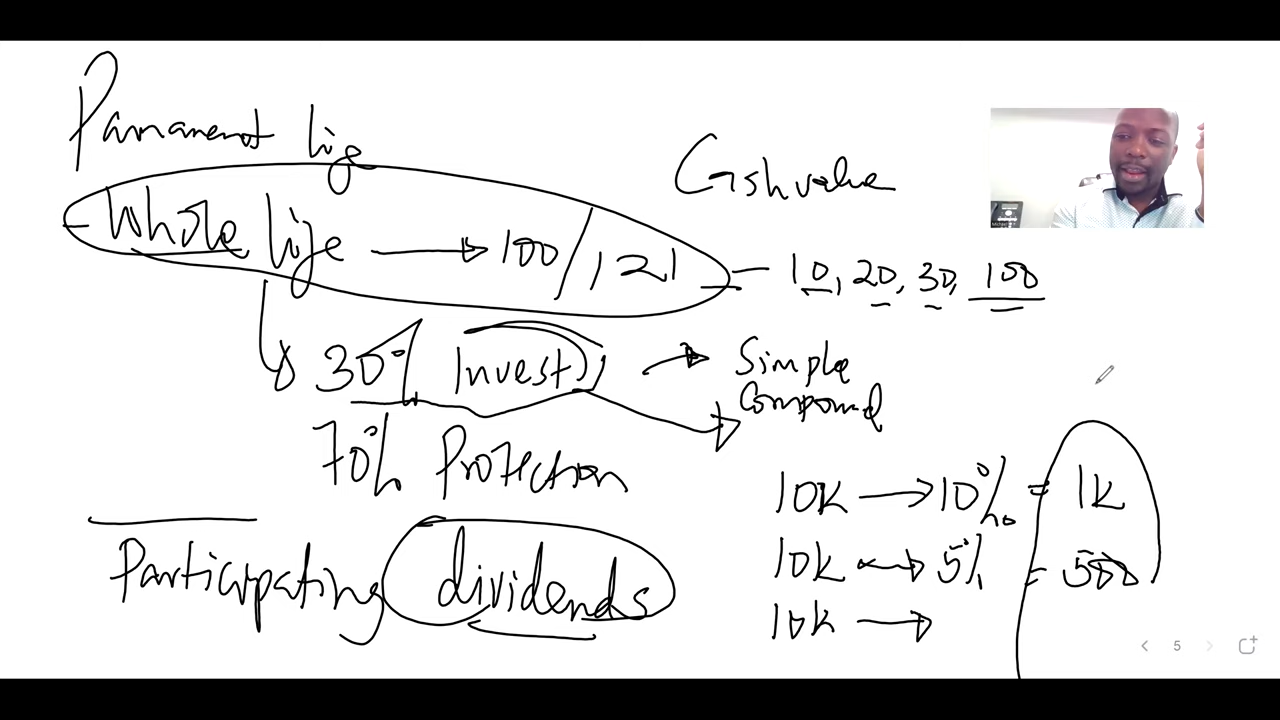 Pamanent life
Cash value
- Whole life → 100/121 - 10, 20, 30, 100
30% Invest → Simple
Compound
70% Protection
10K → 10% = 1K
10K → 5% = 500
10K →
Participating dividends
5